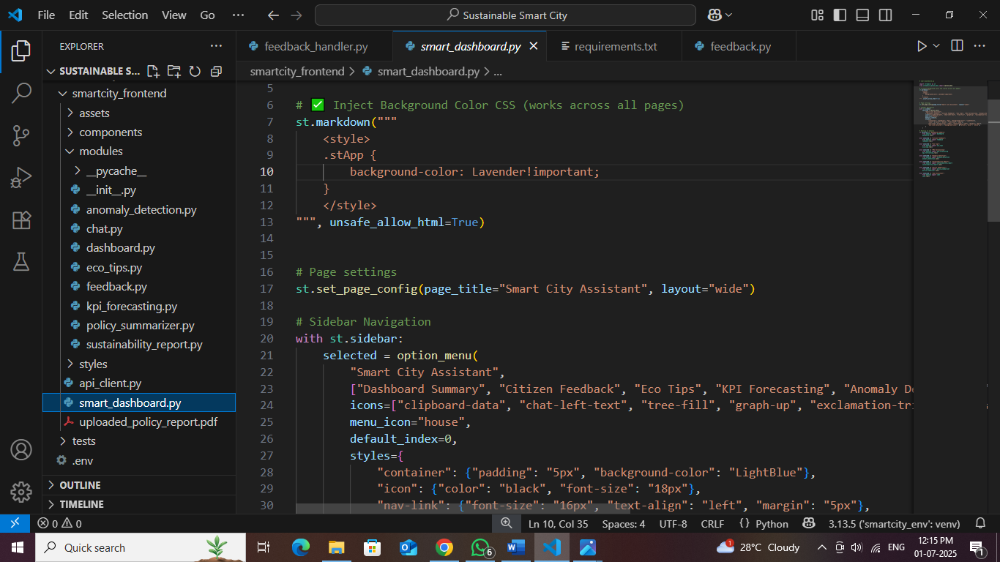 File Edit Selection View Go ··· Sustainable Smart City
EXPLORER ···
SUSTAINABLE S...
smartcity_frontend
assets
components
modules
__pycache__
__init__.py
anomaly_detection.py
chat.py
dashboard.py
eco_tips.py
feedback.py
kpi_forecasting.py
policy_summarizer.py
sustainability_report.py
styles
api_client.py
smart_dashboard.py
uploaded_policy_report.pdf
tests
.env
OUTLINE
TIMELINE
feedback_handler.py smart_dashboard.py requirements.txt feedback.py ···
smartcity_frontend > smart_dashboard.py > ...
5
6 # ✅ Inject Background Color CSS (works across all pages)
7 st.markdown("""
8 <style>
9 .stApp {
10 background-color: Lavender!important;
11 }
12 </style>
13 """, unsafe_allow_html=True)
14
15
16 # Page settings
17 st.set_page_config(page_title="Smart City Assistant", layout="wide")
18
19 # Sidebar Navigation
20 with st.sidebar:
21 selected = option_menu(
22 "Smart City Assistant",
23 ["Dashboard Summary", "Citizen Feedback", "Eco Tips", "KPI Forecasting", "Anomaly De
24 icons=["clipboard-data", "chat-left-text", "tree-fill", "graph-up", "exclamation-tri
25 menu_icon="house",
26 default_index=0,
27 styles={
28 "container": {"padding": "5px", "background-color": "LightBlue"},
29 "icon": {"color": "black", "font-size": "18px"},
30 "nav-link": {"font-size": "16px", "text-align": "left", "margin": "5px"},
0 0 Ln 10, Col 35 Spaces: 4 UTF-8 CRLF {} Python 3.13.5 ('smartcity_env': venv)
Quick search 6 1 28°C Cloudy ENG 12:15 PM 1
01-07-2025